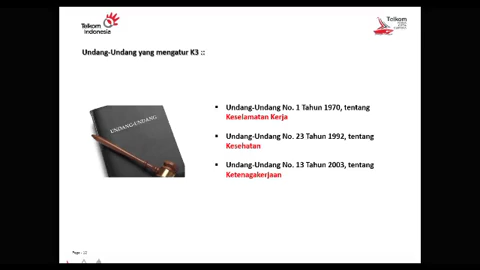 Telkom
Indonesia
Telkom
Undang-Undang yang mengatur K3 ::
UNDANG-UNDANG
▪ Undang-Undang No. 1 Tahun 1970, tentang
Keselamatan Kerja
▪ Undang-Undang No. 23 Tahun 1992, tentang
Kesehatan
▪ Undang-Undang No. 13 Tahun 2003, tentang
Ketenagakerjaan